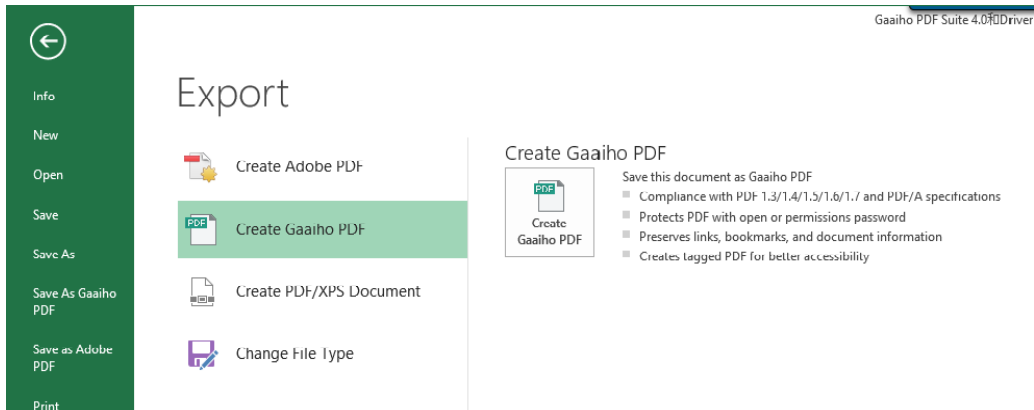 Gaaiho PDF Suite 4.0和Driver
Info
New
Open
Save
Save As
Save As Gaaiho
PDF
Save as Adobe
PDF
Print
Export
Create Adobe PDF
PDF
Create Gaaiho PDF
Create PDF/XPS Document
Change File Type
Create Gaaiho PDF
PDF
Create
Gaaiho PDF
Save this document as Gaaiho PDF
Compliance with PDF 1.3/1.4/1.5/1.6/1.7 and PDF/A specifications
Protects PDF with open or permissions password
Preserves links, bookmarks, and document information
Creates tagged PDF for better accessibility